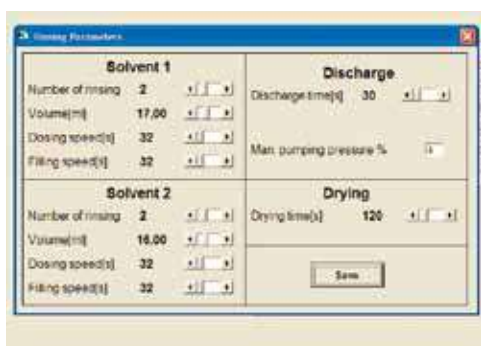 Rinsing Parameters
Solvent 1
Number of rinsing 2
Volume[ml] 17,00
Dosing speed[s] 32
Filling speed[s] 32
Discharge
Discharge time[s] 30
Man. pumping pressure %
Solvent 2
Number of rinsing 2
Volume[ml] 16,00
Dosing speed[s] 32
Filling speed[s] 32
Drying
Drying time[s] 120
Save